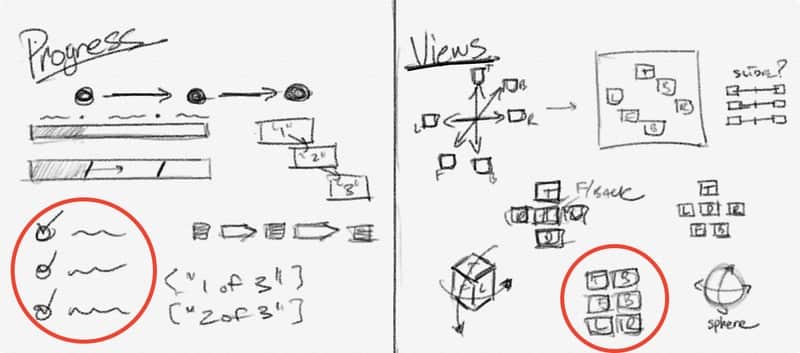 Progress
"1"
"2"
"3"
["1 of 3"]
["2 of 3"]
Views
T
B
L
R
F
B
T
S
L
B
SLIDE?
T
F/BACK
T
F
B
T
L
R
F
B
T
F
L
F
B
L
R
sphere